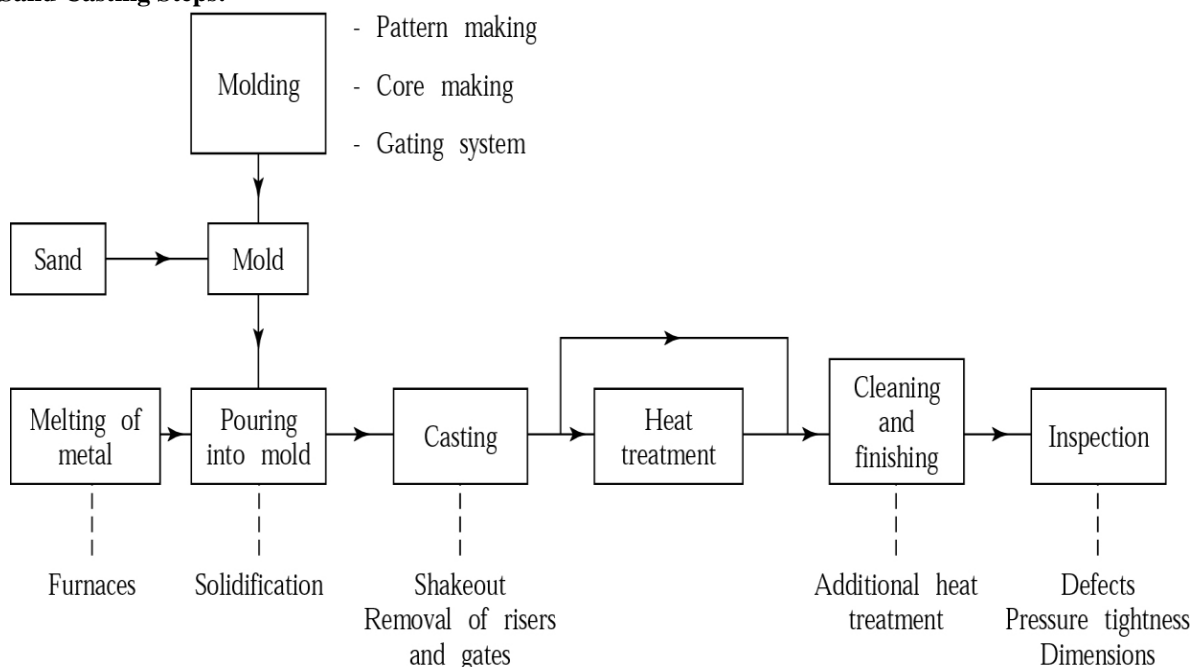 Sand Casting Steps:
Molding
- Pattern making
- Core making
- Gating system
Sand
Mold
Melting of
metal
Pouring
into mold
Casting
Heat
treatment
Cleaning
and
finishing
Inspection
Furnaces
Solidification
Shakeout
Removal of risers
and gates
Additional heat
treatment
Defects
Pressure tightness
Dimensions